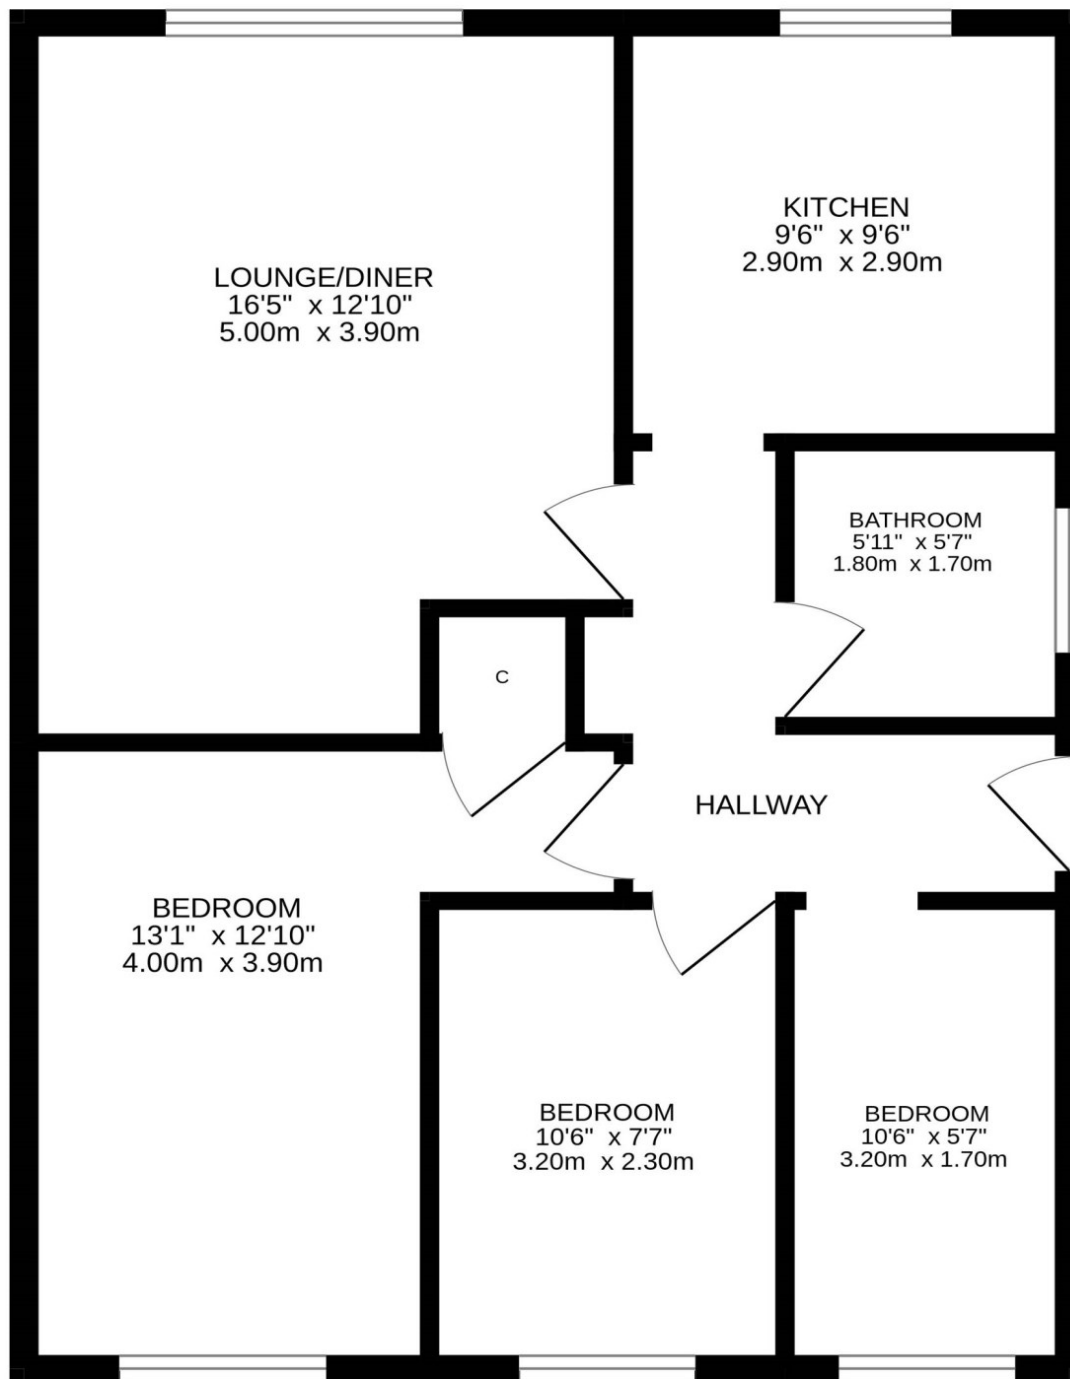 KITCHEN
9'6" x 9'6"
2.90m x 2.90m
LOUNGE/DINER
16'5" x 12'10"
5.00m x 3.90m
BATHROOM
5'11" x 5'7"
1.80m x 1.70m
C
HALLWAY
BEDROOM
13'1" x 12'10"
4.00m x 3.90m
BEDROOM
10'6" x 7'7"
3.20m x 2.30m
BEDROOM
10'6" x 5'7"
3.20m x 1.70m